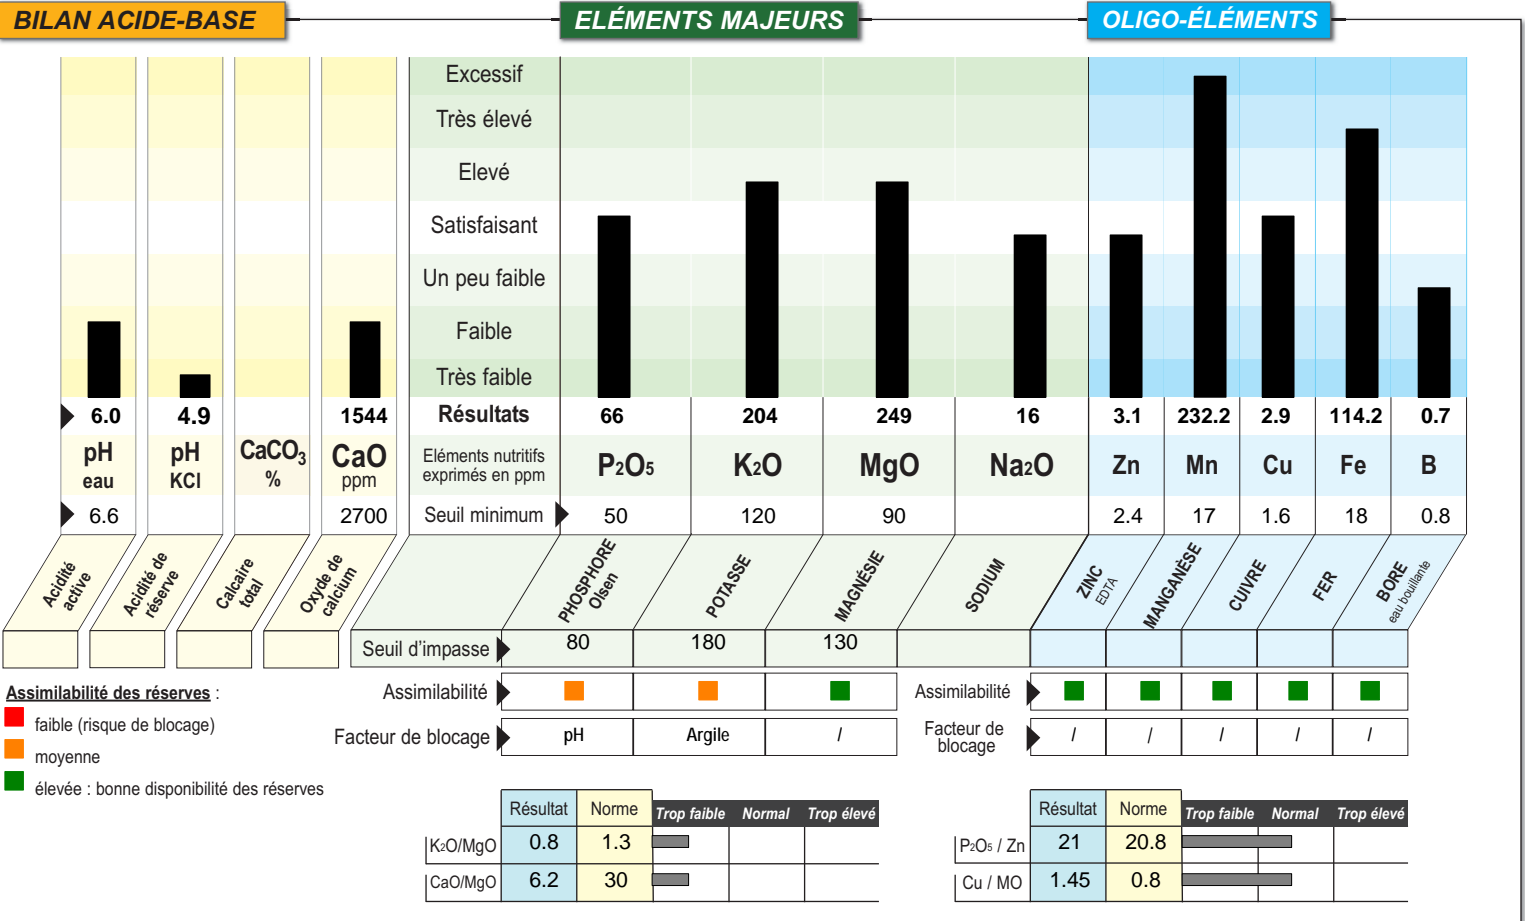 BILAN ACIDE-BASE
ELÉMENTS MAJEURS
OLIGO-ÉLÉMENTS
Excessif
Très élevé
Elevé
Satisfaisant
Un peu faible
Faible
Très faible
6.0 4.9 1544 Résultats 66 204 249 16 3.1 232.2 2.9 114.2 0.7
pH eau
pH KCl
CaCO3 %
CaO ppm
Eléments nutritifs
exprimés en ppm
P2O5 K2O MgO Na2O Zn Mn Cu Fe B
6.6 2700 Seuil minimum 50 120 90 2.4 17 1.6 18 0.8
Acidité
active
Acidité de
réserve
Calcaire
total
Oxyde de
calcium
PHOSPHORE
Olsen
POTASSE
MAGNÉSIE
SODIUM
ZINC
EDTA
MANGANÈSE
CUIVRE
FER
BORE
eau bouillante
Seuil d'impasse 80 180 130
Assimilabilité des réserves :
faible (risque de blocage)
moyenne
élevée : bonne disponibilité des réserves
Assimilabilité
Facteur de blocage pH Argile /
Assimilabilité
Facteur de
blocage
/ / / / /
Résultat Norme Trop faible Normal Trop élevé
K2O/MgO 0.8 1.3
CaO/MgO 6.2 30
Résultat Norme Trop faible Normal Trop élevé
P2O5 / Zn 21 20.8
Cu / MO 1.45 0.8